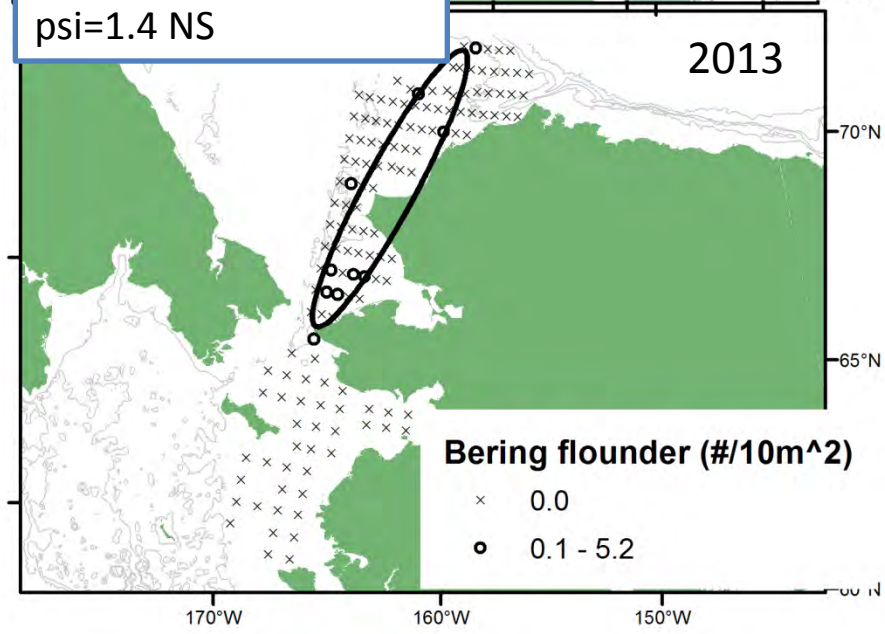 psi=1.4 NS
2013
70°N
65°N
Bering flounder (#/10m^2)
× 0.0
0.1 - 5.2
170°W
160°W
150°W